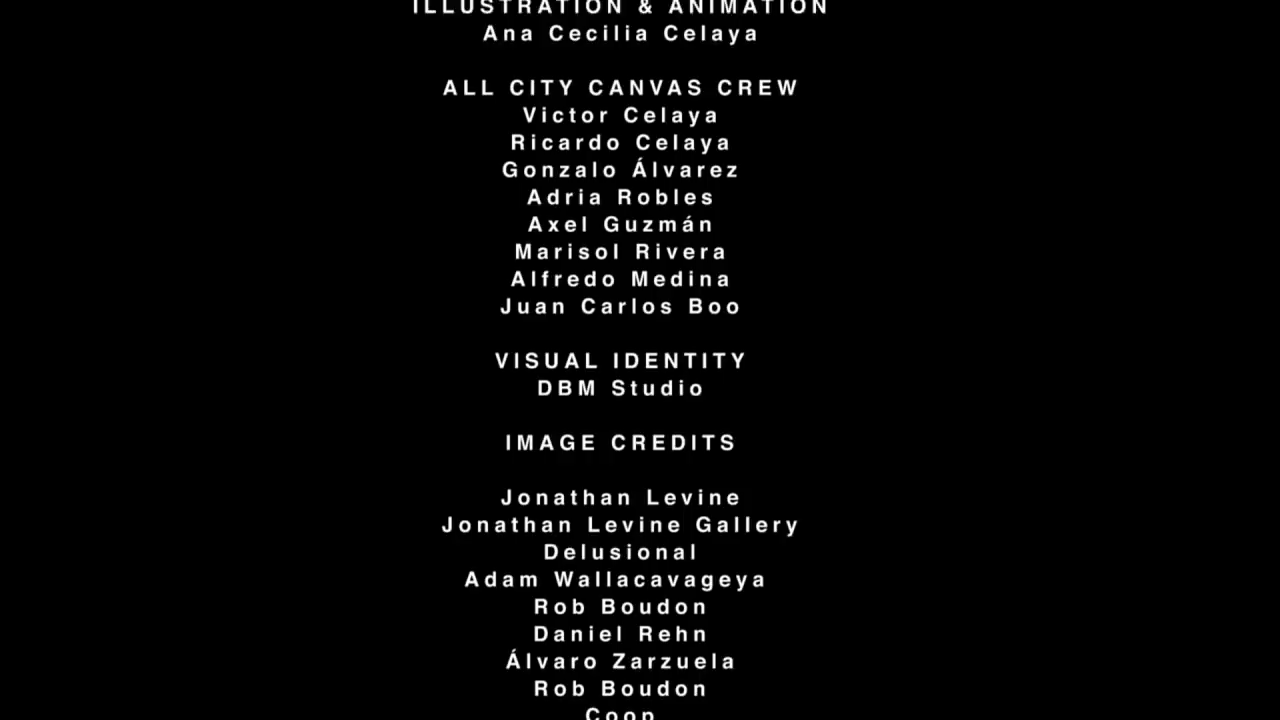 ILLUSTRATION & ANIMATION
Ana Cecilia Celaya
ALL CITY CANVAS CREW
Victor Celaya
Ricardo Celaya
Gonzalo Álvarez
Adria Robles
Axel Guzmán
Marisol Rivera
Alfredo Medina
Juan Carlos Boo
VISUAL IDENTITY
DBM Studio
IMAGE CREDITS
Jonathan Levine
Jonathan Levine Gallery
Delusional
Adam Wallacavageya
Rob Boudon
Daniel Rehn
Álvaro Zarzuela
Rob Boudon
Coop